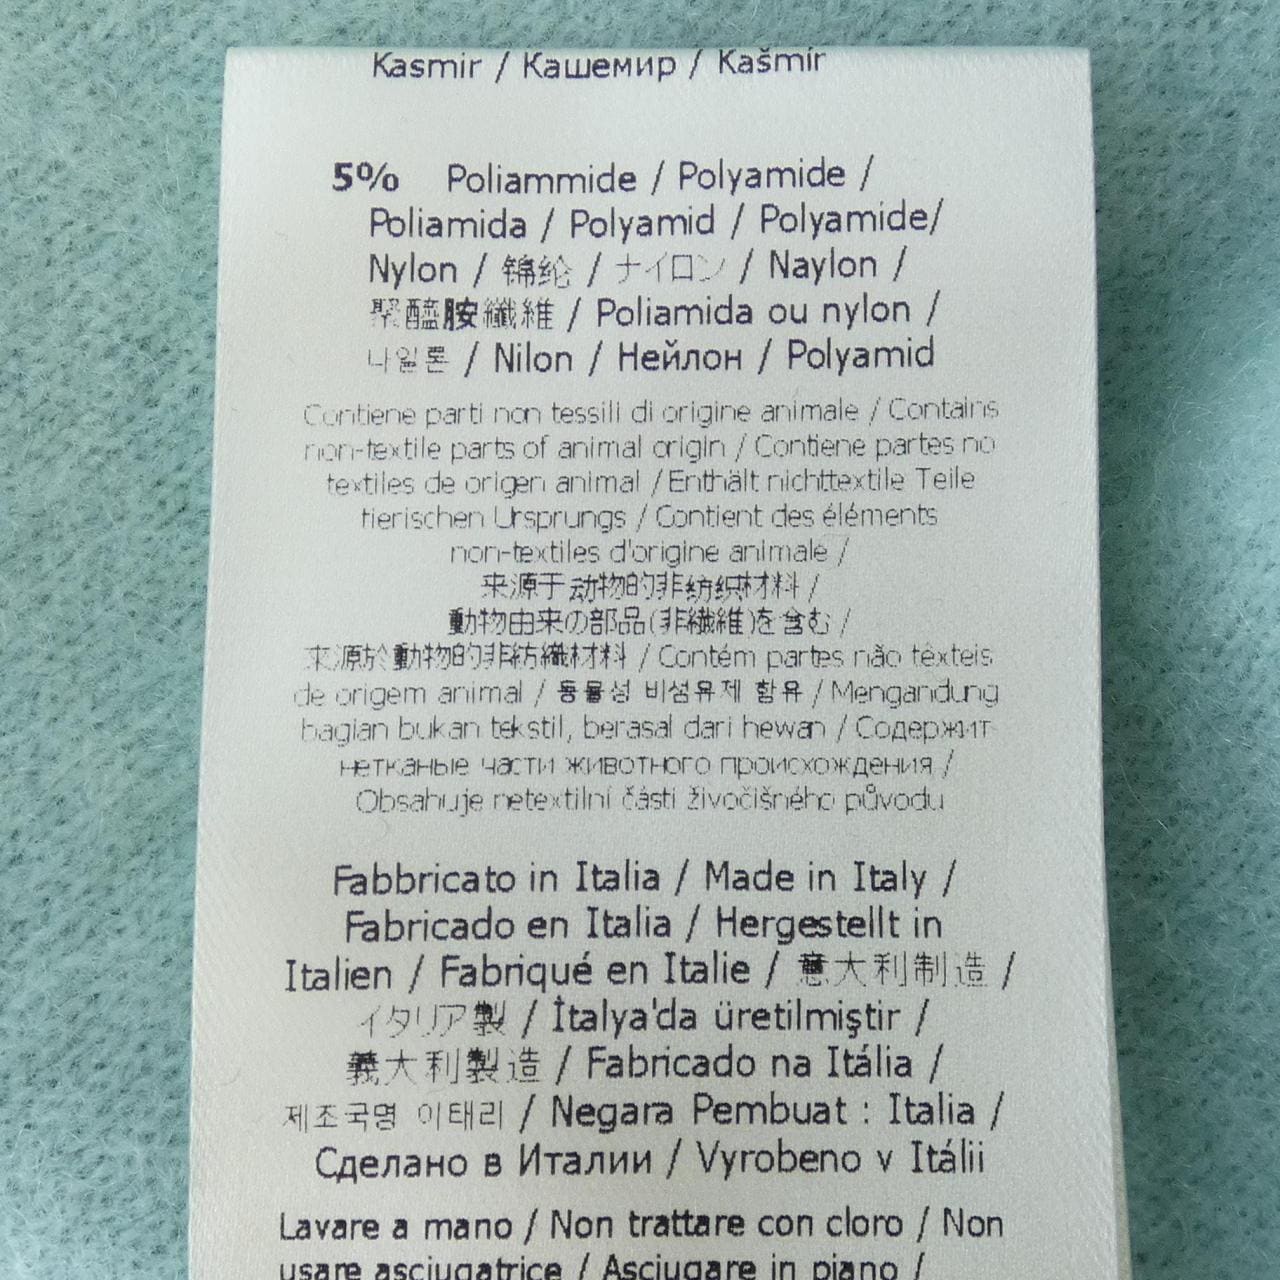 Kasmir / Кашемир / Kašmír
5% Poliammide / Polyamide /
Poliamida / Polyamid / Polyamide/
Nylon / 锦纶 / ナイロン / Naylon /
聚醯胺纖維 / Poliamida ou nylon /
나일론 / Nilon / Нейлон / Polyamid
Contiene parti non tessili di origine animale / Contains
non-textile parts of animal origin / Contiene partes no
textiles de origen animal / Enthält nichttextile Teile
tierischen Ursprungs / Contient des éléments
non-textiles d'origine animale /
来源于动物的非纺织材料 /
動物由来の部品(非繊維)を含む /
來源於動物的非紡織材料 / Contém partes não têxteis
de origem animal / 동물성 비섬유제 함유 / Mengandung
bagian bukan tekstil, berasal dari hewan / Содержит
нетканые части животного происхождения /
Obsahuje netextilní části živočišného původu
Fabbricato in Italia / Made in Italy /
Fabricado en Italia / Hergestellt in
Italien / Fabriqué en Italie / 意大利制造 /
イタリア製 / İtalya'da üretilmiştir /
義大利製造 / Fabricado na Itália /
제조국명 이태리 / Negara Pembuat : Italia /
Сделано в Италии / Vyrobeno v Itálii
Lavare a mano / Non trattare con cloro / Non
usare asciugatrice / Asciugare in piano /